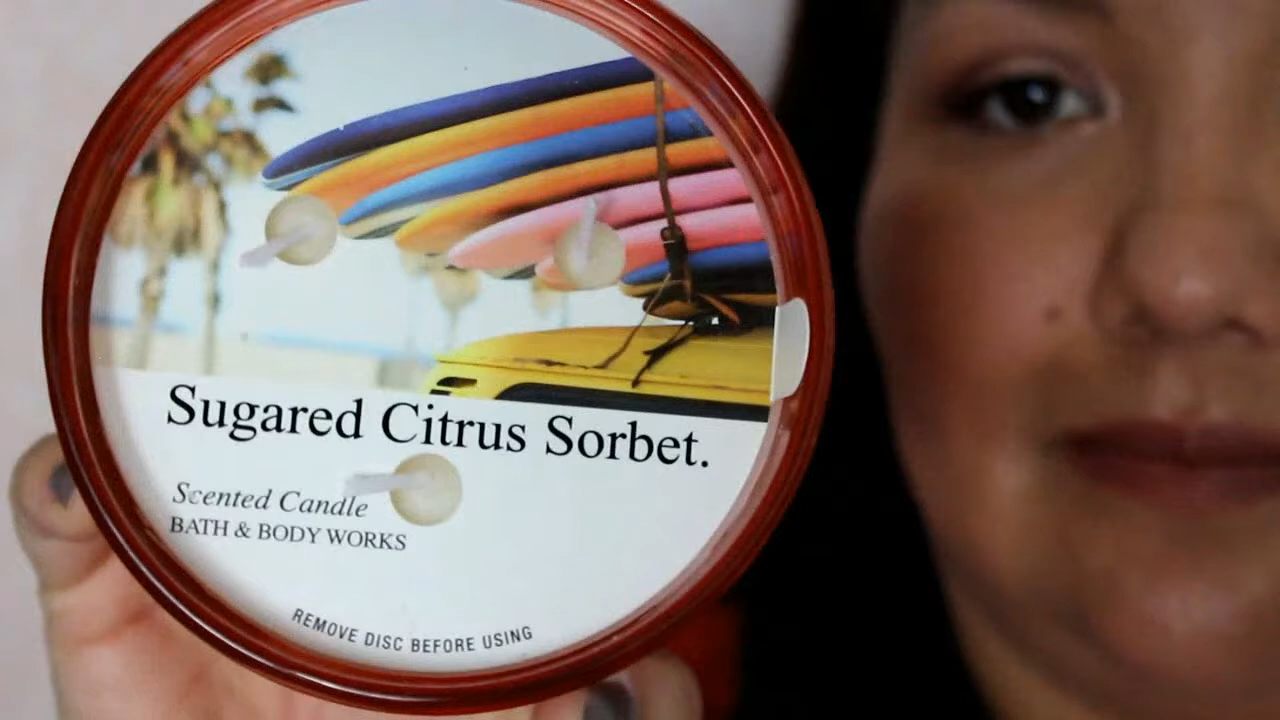 Sugared Citrus Sorbet.
Scented Candle
BATH & BODY WORKS
REMOVE DISC BEFORE USING